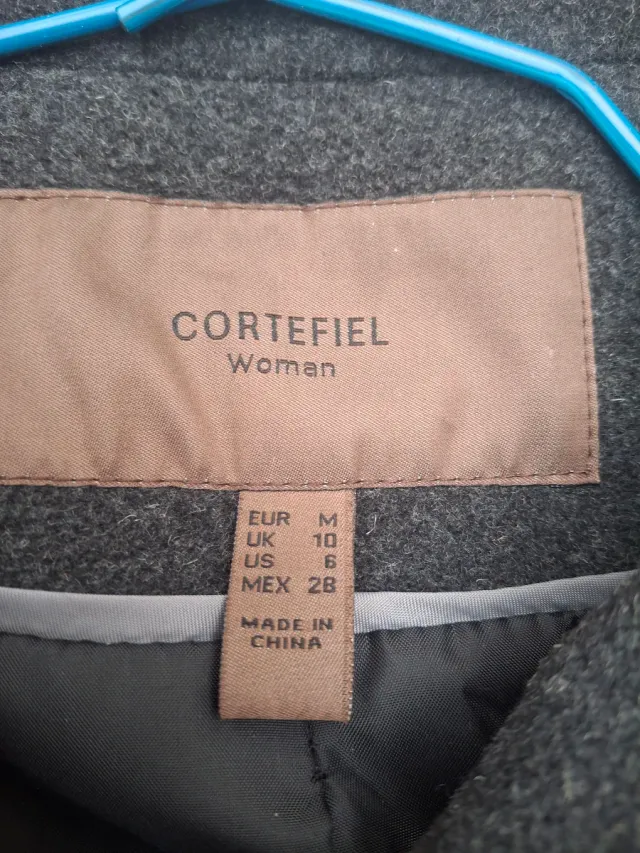 CORTEFIEL
Woman
EUR M
UK 10
US 6
MEX 28
MADE IN
CHINA